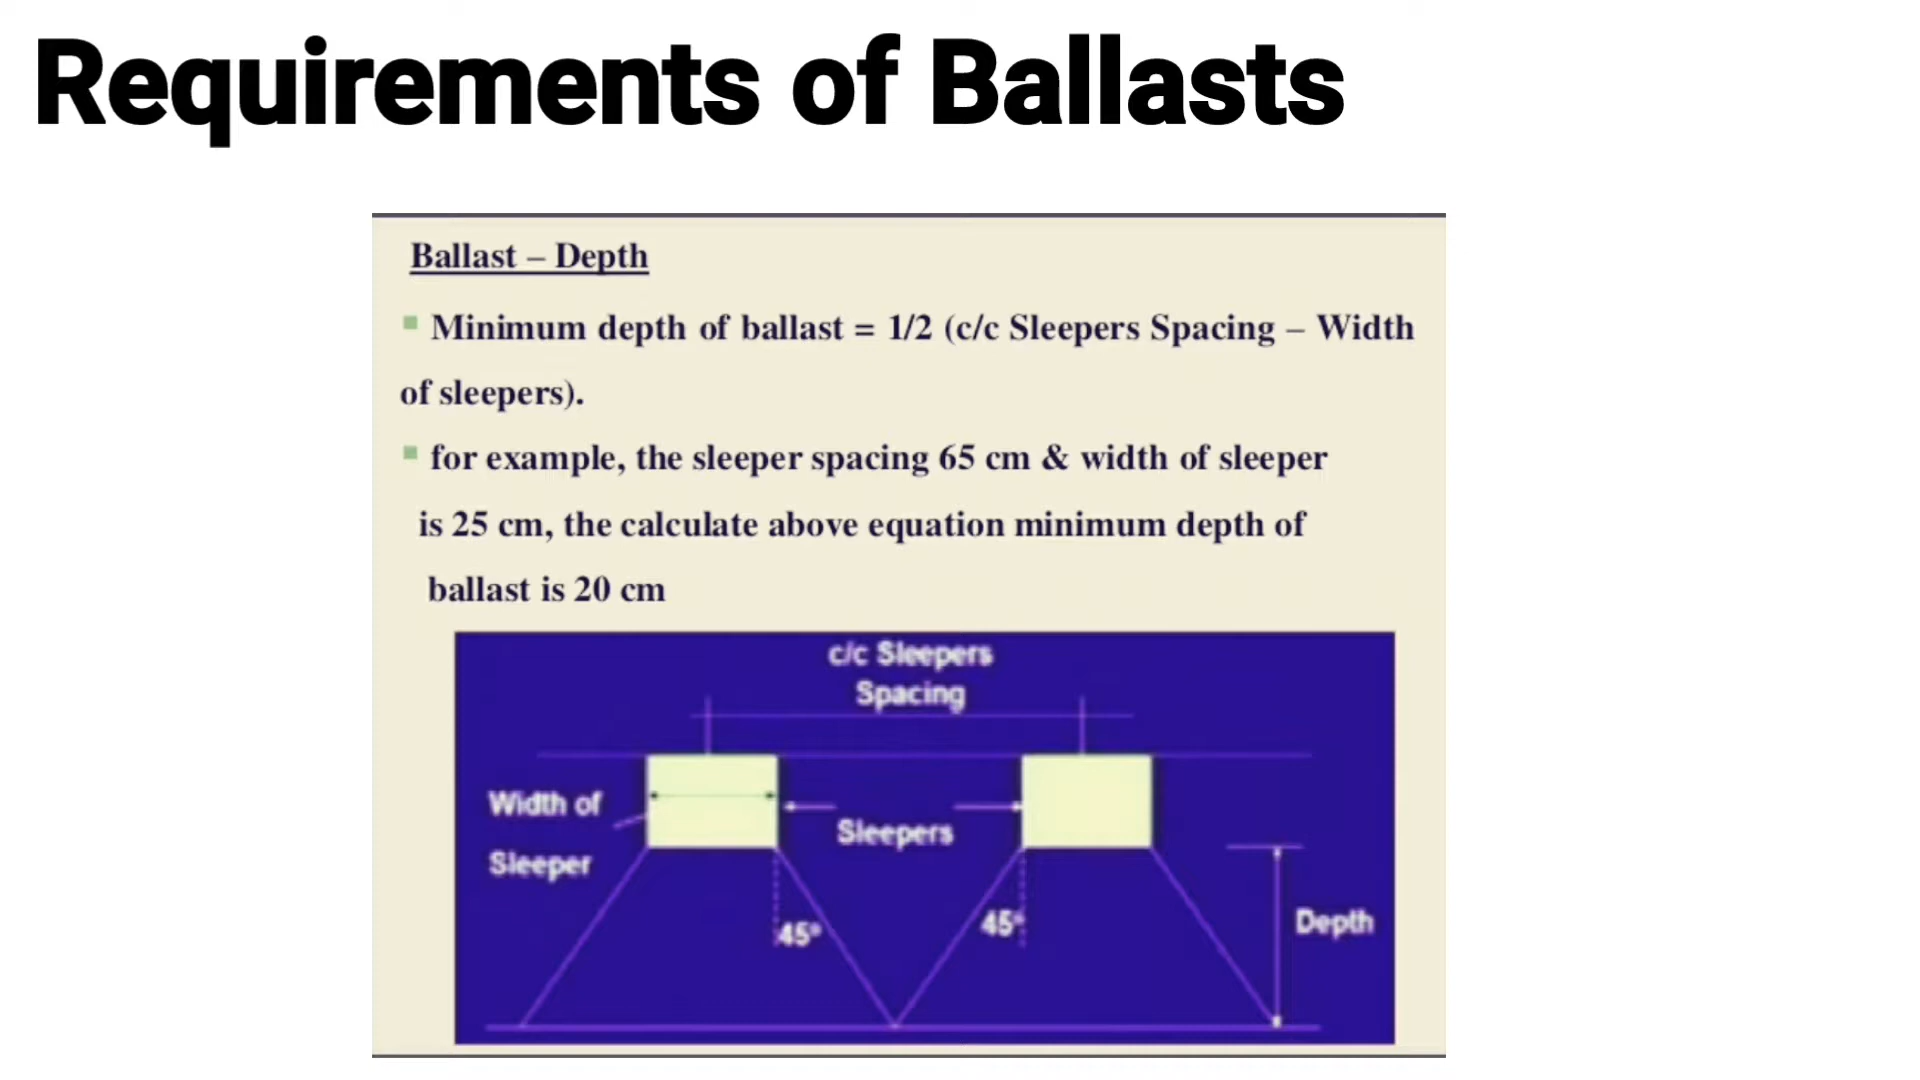 Requirements of Ballasts
Ballast – Depth
Minimum depth of ballast = 1/2 (c/c Sleepers Spacing – Width
of sleepers).
for example, the sleeper spacing 65 cm & width of sleeper
is 25 cm, the calculate above equation minimum depth of
ballast is 20 cm
c/c Sleepers
Spacing
Width of
Sleeper
Sleepers
45°
45°
Depth